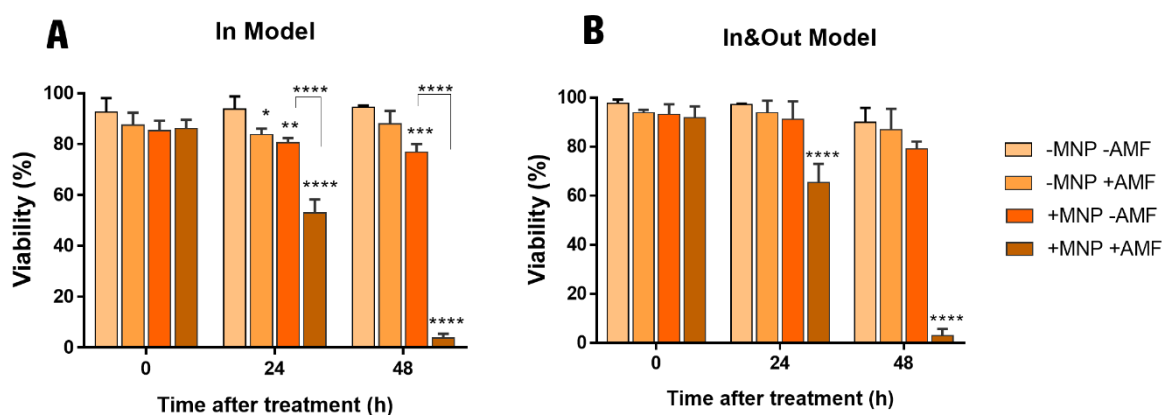 A
In Model
Viability (%)
100
80
60
40
20
0
*
**
****
****
***
****
****
0
24
48
Time after treatment (h)
B
In&Out Model
Viability (%)
100
80
60
40
20
0
****
****
0
24
48
Time after treatment (h)
-MNP -AMF
-MNP +AMF
+MNP -AMF
+MNP +AMF